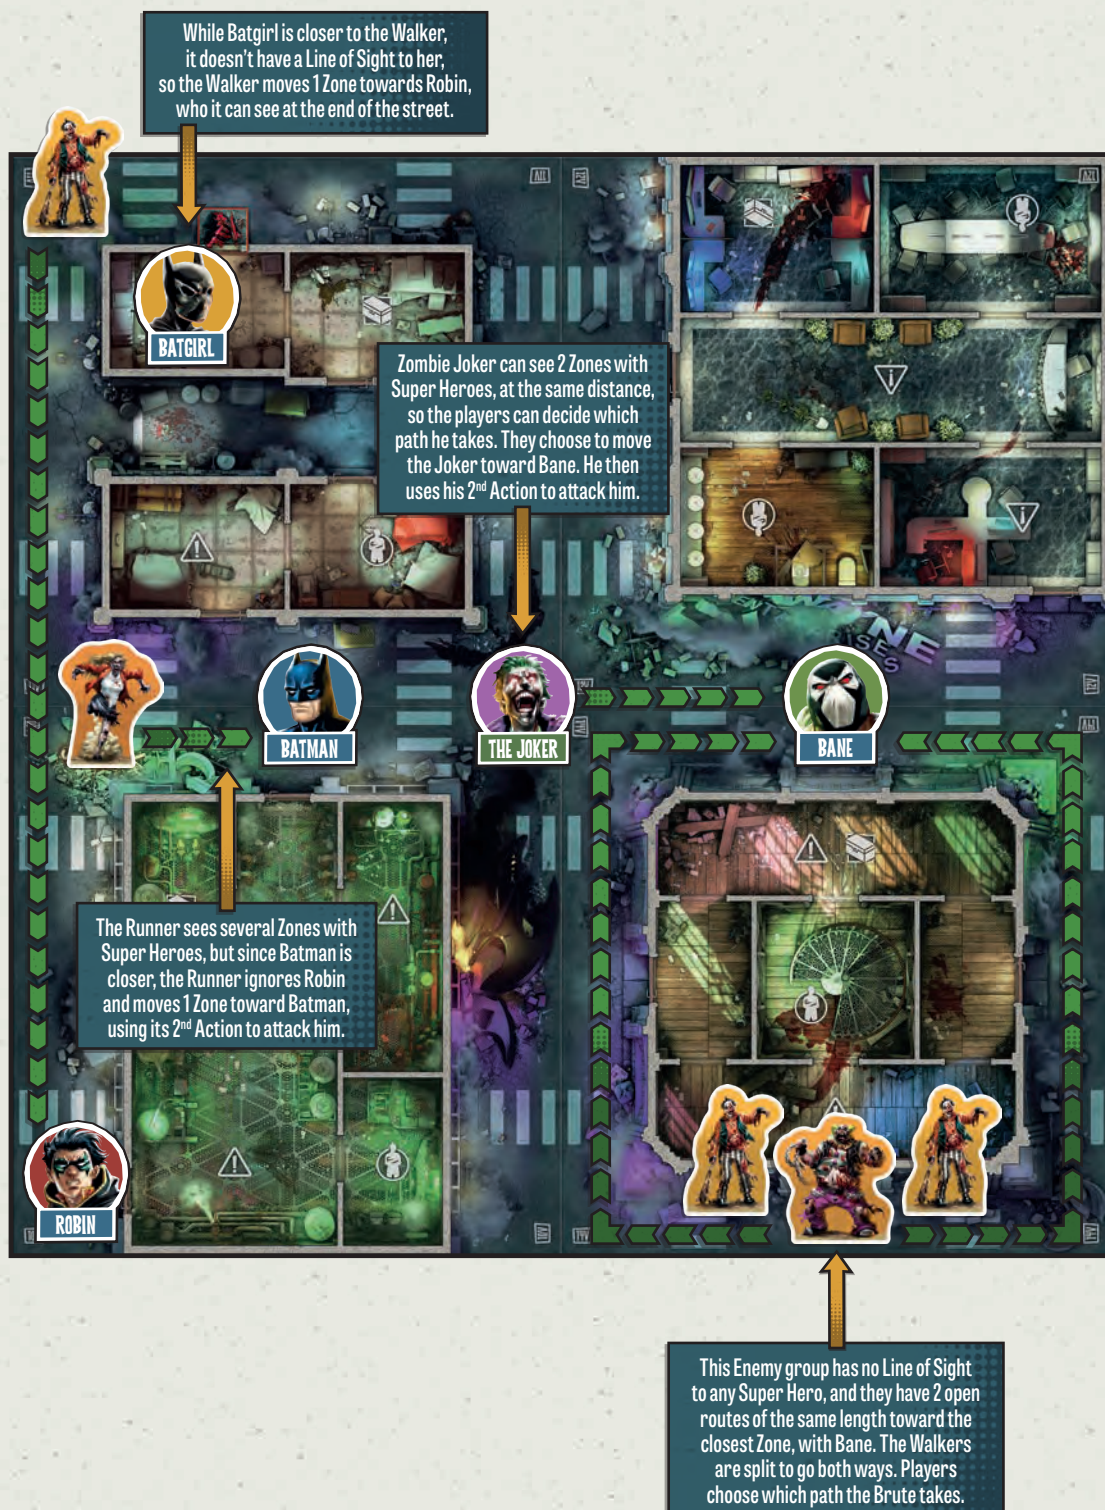 While Batgirl is closer to the Walker,
it doesn't have a Line of Sight to her,
so the Walker moves 1 Zone towards Robin,
who it can see at the end of the street.
BATGIRL
Zombie Joker can see 2 Zones with
Super Heroes, at the same distance,
so the players can decide which
path he takes. They choose to move
the Joker toward Bane. He then
uses his 2nd Action to attack him.
NE
SES
BATMAN
THE JOKER
BANE
The Runner sees several Zones with
Super Heroes, but since Batman is
closer, the Runner ignores Robin
and moves 1 Zone toward Batman,
using its 2nd Action to attack him.
ROBIN
This Enemy group has no Line of Sight
to any Super Hero, and they have 2 open
routes of the same length toward the
closest Zone, with Bane. The Walkers
are split to go both ways. Players
choose which path the Brute takes.